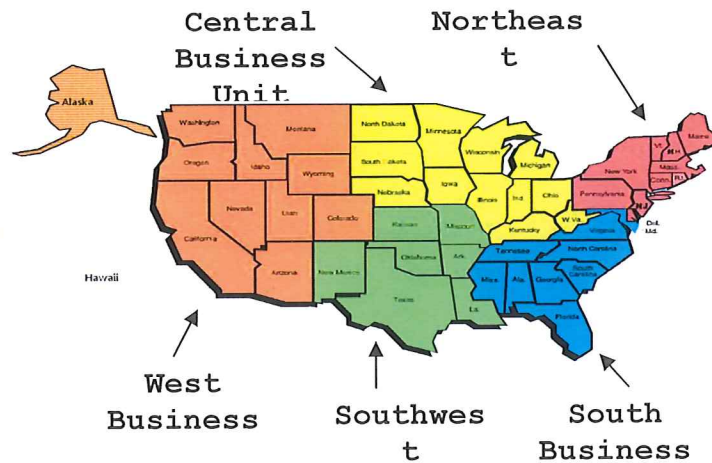 Central
Business
Unit
Northeas
t
Alaska
Washington
Oregon
California
Nevada
Idaho
Montana
Wyoming
Utah
Colorado
Arizona
New Mexico
North Dakota
South Dakota
Nebraska
Kansas
Oklahoma
Texas
Minnesota
Iowa
Missouri
Ark.
La.
Wisconsin
Illinois
Michigan
Ind.
Ohio
Kentucky
W.Va.
Tennessee
Miss.
Ala.
Georgia
Florida
South
Carolina
North Carolina
Virginia
Pennsylvania
New York
Vt.
N.H.
Maine
Mass.
Conn.
R.I.
N.J.
Del.
Md.
Hawaii
West
Business
Southwes
t
South
Business